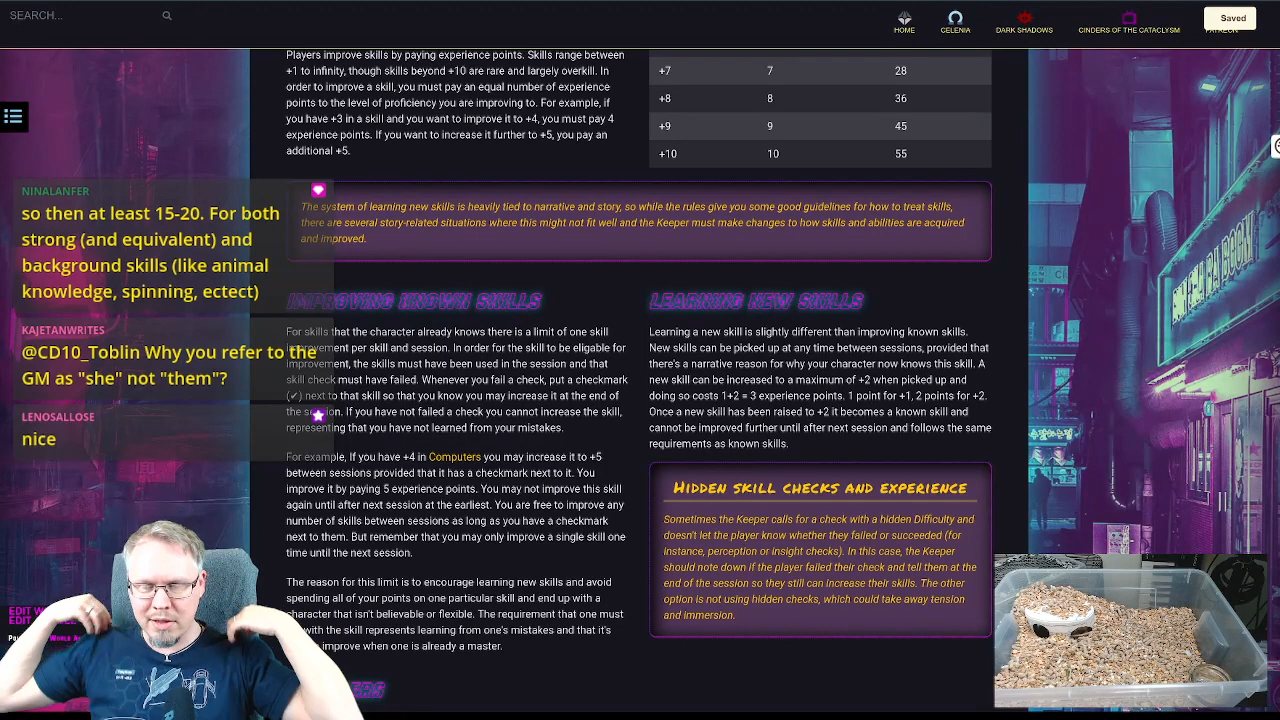 SEARCH...
HOME
CELENIA
DARK SHADOWS
CINDERS OF THE CATACLYSM
PATREON
Saved
Players improve skills by paying experience points. Skills range between
+1 to infinity, though skills beyond +10 are rare and largely overkill. In
order to improve a skill, you must pay an equal number of experience
points to the level of proficiency you are improving to. For example, if
you have +3 in a skill and you want to improve it to +4, you must pay 4
experience points. If you want to increase it further to +5, you pay an
additional +5.
+7 7 28
+8 8 36
+9 9 45
+10 10 55
The system of learning new skills is heavily tied to narrative and story, so while the rules give you some good guidelines for how to treat skills,
there are several story-related situations where this might not fit well and the Keeper must make changes to how skills and abilities are acquired
and improved.
NINALANFER
so then at least 15-20. For both
strong (and equivalent) and
background skills (like animal
knowledge, spinning, ectect)
KAJETANWRITES
@CD10_Toblin Why you refer to the
GM as "she" not "them"?
LENOSALLOSE
nice
IMPROVING KNOWN SKILLS
For skills that the character already knows there is a limit of one skill
improvement per skill and session. In order for the skill to be eligible for
improvement, the skills must have been used in the session and that
skill check must have failed. Whenever you fail a check, put a checkmark
(✓) next to that skill so that you know you may increase it at the end of
the session. If you have not failed a check you cannot increase the skill,
representing that you have not learned from your mistakes.
For example, If you have +4 in Computers you may increase it to +5
between sessions provided that it has a checkmark next to it. You
improve it by paying 5 experience points. You may not improve this skill
again until after next session at the earliest. You are free to improve any
number of skills between sessions as long as you have a checkmark
next to them. But remember that you may only improve a single skill one
time until the next session.
The reason for this limit is to encourage learning new skills and avoid
spending all of your points on one particular skill and end up with a
character that isn't believable or flexible. The requirement that one must
with the skill represents learning from one's mistakes and that it's
improve when one is already a master.
LEARNING NEW SKILLS
Learning a new skill is slightly different than improving known skills.
New skills can be picked up at any time between sessions, provided that
there's a narrative reason for why your character now knows this skill. A
new skill can be increased to a maximum of +2 when picked up and
doing so costs 1+2 = 3 experience points. 1 point for +1, 2 points for +2.
Once a new skill has been raised to +2 it becomes a known skill and
cannot be improved further until after next session and follows the same
requirements as known skills.
HIDDEN SKILL CHECKS AND EXPERIENCE
Sometimes the Keeper calls for a check with a hidden Difficulty and
doesn't let the player know whether they failed or succeeded (for
instance, perception or insight checks). In this case, the Keeper
should note down if the player failed their check and tell them at the
end of the session so they still can increase their skills. The other
option is not using hidden checks, which could take away tension
and immersion.
EDIT W
EDIT